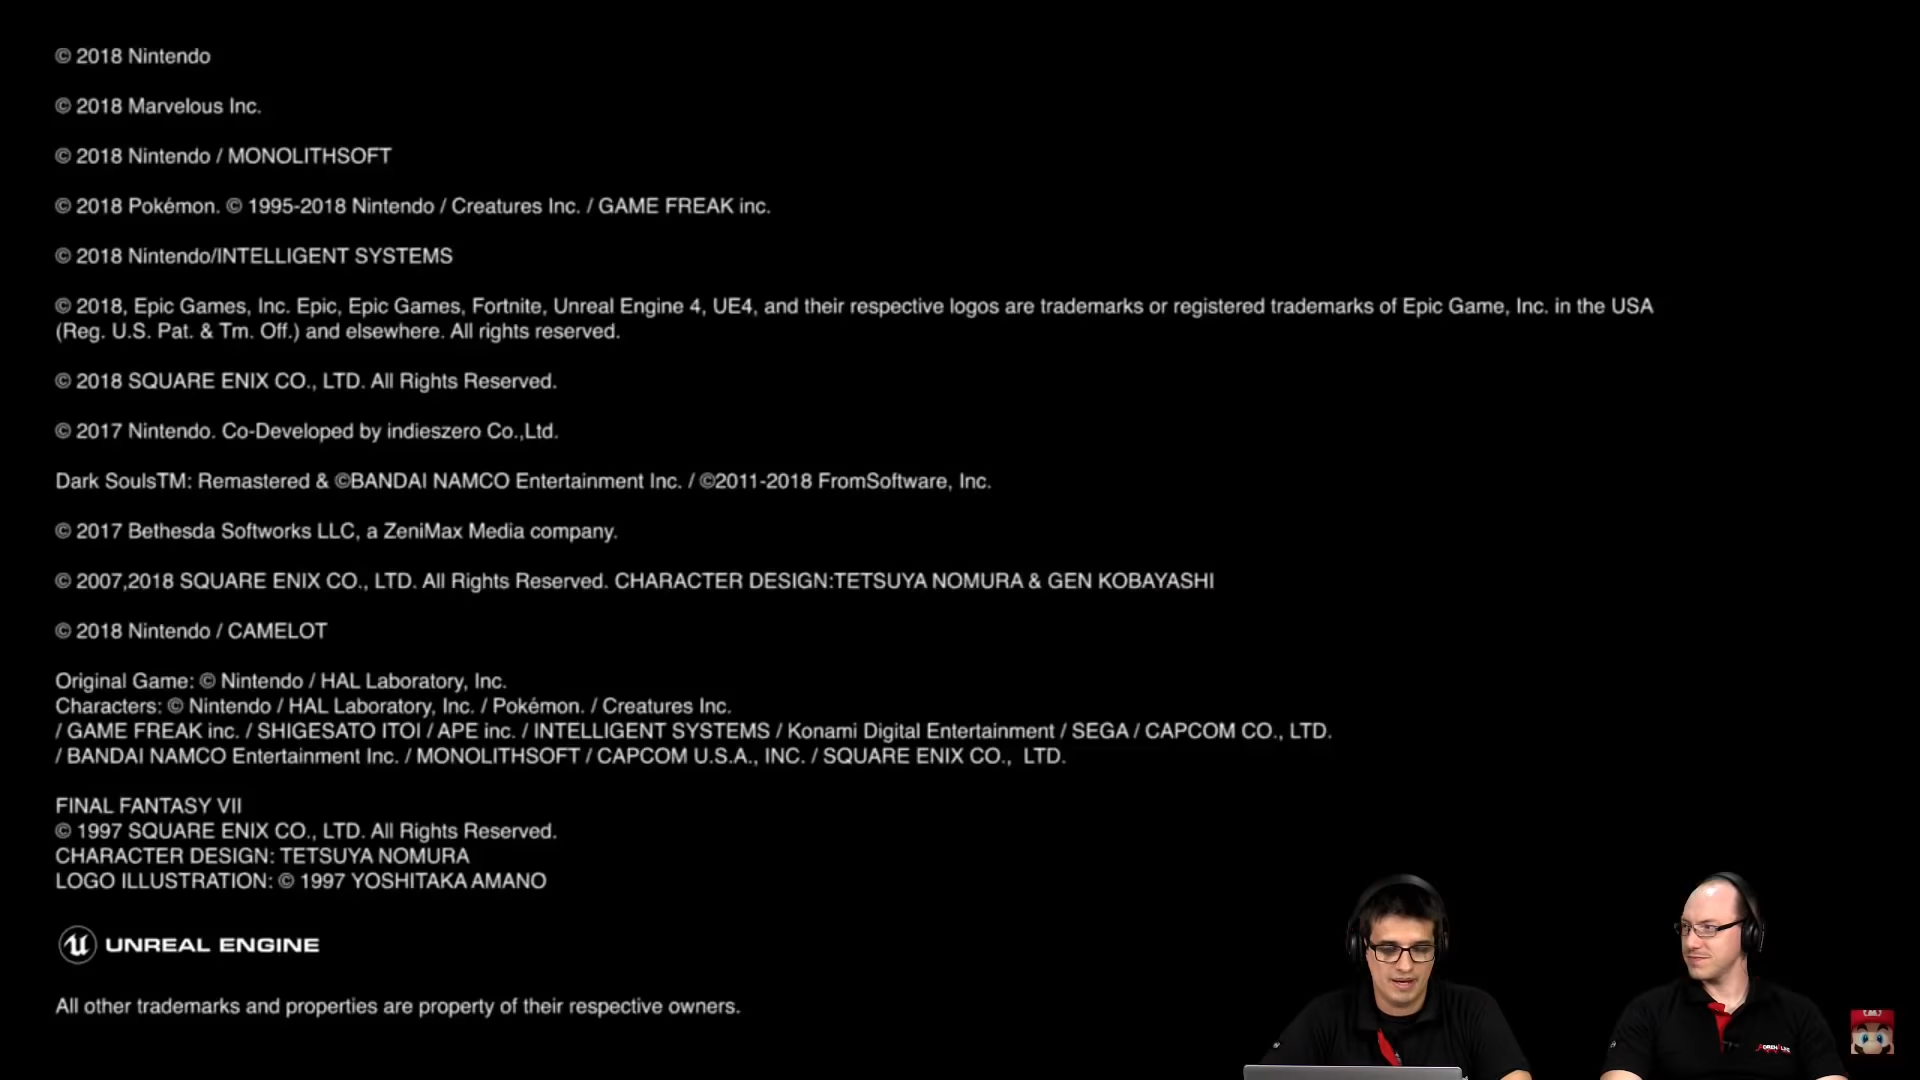 © 2018 Nintendo
© 2018 Marvelous Inc.
© 2018 Nintendo / MONOLITHSOFT
© 2018 Pokémon. © 1995-2018 Nintendo / Creatures Inc. / GAME FREAK inc.
© 2018 Nintendo/INTELLIGENT SYSTEMS
© 2018, Epic Games, Inc. Epic, Epic Games, Fortnite, Unreal Engine 4, UE4, and their respective logos are trademarks or registered trademarks of Epic Game, Inc. in the USA
(Reg. U.S. Pat. & Tm. Off.) and elsewhere. All rights reserved.
© 2018 SQUARE ENIX CO., LTD. All Rights Reserved.
© 2017 Nintendo. Co-Developed by indieszero Co.,Ltd.
Dark SoulsTM: Remastered & ©BANDAI NAMCO Entertainment Inc. / ©2011-2018 FromSoftware, Inc.
© 2017 Bethesda Softworks LLC, a ZeniMax Media company.
© 2007,2018 SQUARE ENIX CO., LTD. All Rights Reserved. CHARACTER DESIGN:TETSUYA NOMURA & GEN KOBAYASHI
© 2018 Nintendo / CAMELOT
Original Game: © Nintendo / HAL Laboratory, Inc.
Characters: © Nintendo / HAL Laboratory, Inc. / Pokémon. / Creatures Inc.
/ GAME FREAK inc. / SHIGESATO ITOI / APE inc. / INTELLIGENT SYSTEMS / Konami Digital Entertainment / SEGA / CAPCOM CO., LTD.
/ BANDAI NAMCO Entertainment Inc. / MONOLITHSOFT / CAPCOM U.S.A., INC. / SQUARE ENIX CO., LTD.
FINAL FANTASY VII
© 1997 SQUARE ENIX CO., LTD. All Rights Reserved.
CHARACTER DESIGN: TETSUYA NOMURA
LOGO ILLUSTRATION: © 1997 YOSHITAKA AMANO
UNREAL ENGINE
All other trademarks and properties are property of their respective owners.